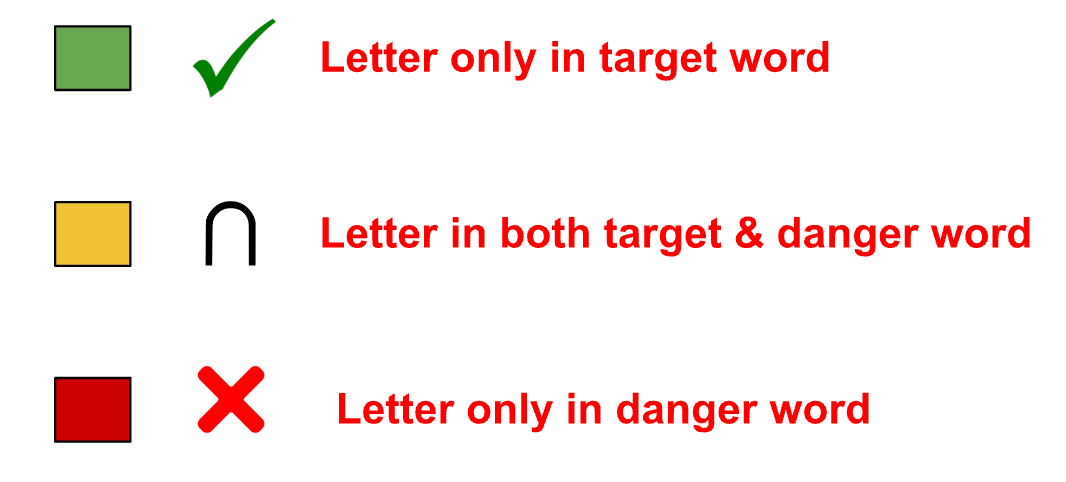 Letter only in target word
∩ Letter in both target & danger word
Letter only in danger word